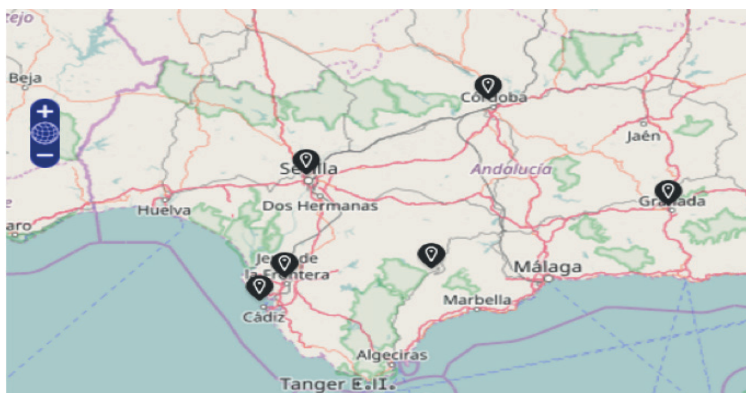 tejo
Beja
+
−
Córdoba
Jaén
Andalucía
Sevilla
Granada
Huelva
Dos Hermanas
aro
Jerez de
la Frontera
Málaga
Cádiz
Marbella
Algeciras
Tanger E.II.